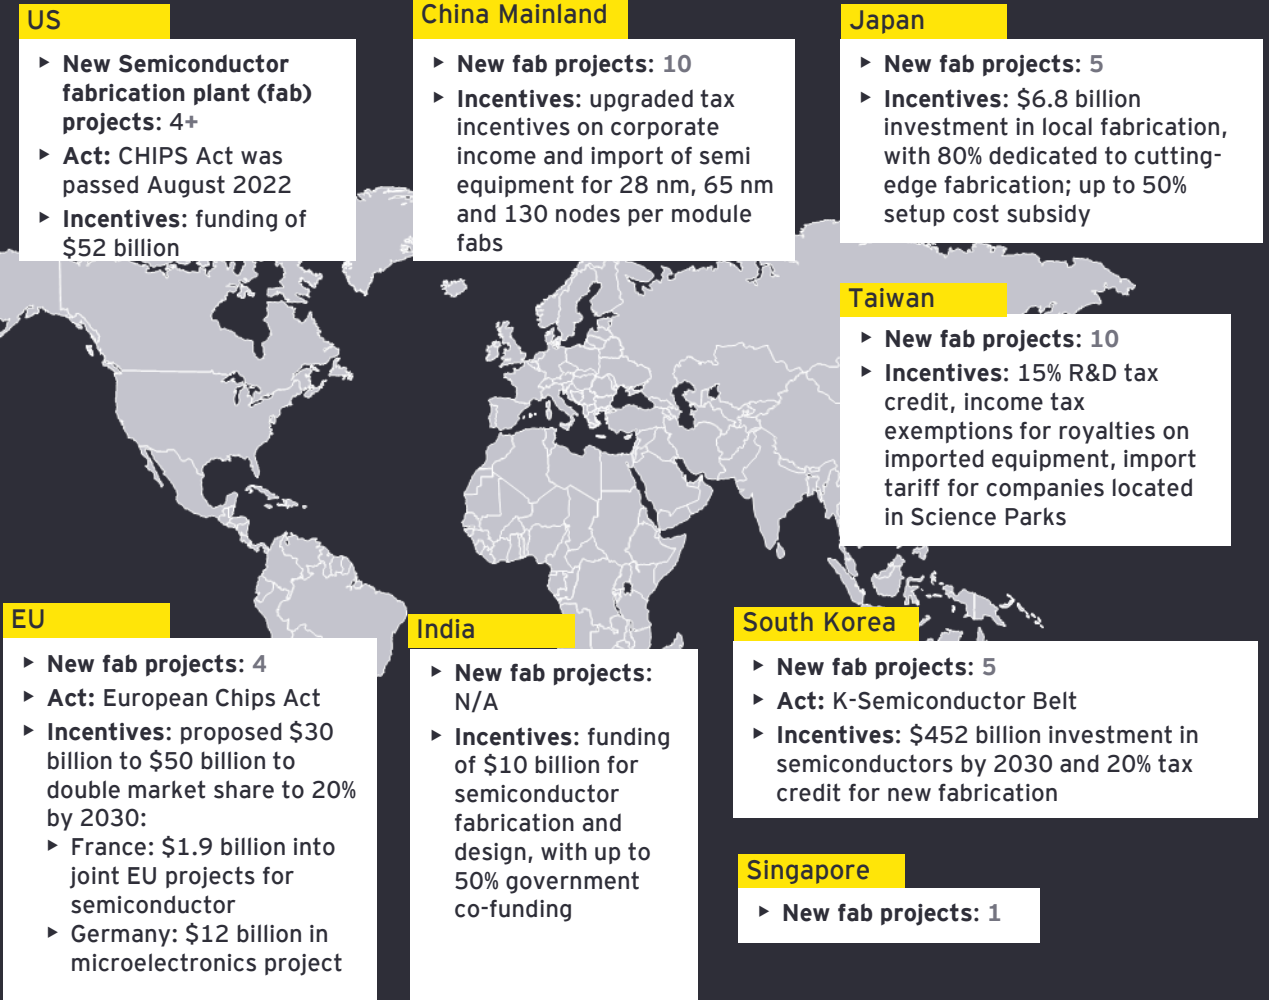 US
▸ New Semiconductor
fabrication plant (fab)
projects: 4+
▸ Act: CHIPS Act was
passed August 2022
▸ Incentives: funding of
$52 billion
China Mainland
▸ New fab projects: 10
▸ Incentives: upgraded tax
incentives on corporate
income and import of semi
equipment for 28 nm, 65 nm
and 130 nodes per module
fabs
Japan
▸ New fab projects: 5
▸ Incentives: $6.8 billion
investment in local fabrication,
with 80% dedicated to cutting-
edge fabrication; up to 50%
setup cost subsidy
Taiwan
▸ New fab projects: 10
▸ Incentives: 15% R&D tax
credit, income tax
exemptions for royalties on
imported equipment, import
tariff for companies located
in Science Parks
EU
▸ New fab projects: 4
▸ Act: European Chips Act
▸ Incentives: proposed $30
billion to $50 billion to
double market share to 20%
by 2030:
▸ France: $1.9 billion into
joint EU projects for
semiconductor
▸ Germany: $12 billion in
microelectronics project
India
▸ New fab projects:
N/A
▸ Incentives: funding
of $10 billion for
semiconductor
fabrication and
design, with up to
50% government
co-funding
South Korea
▸ New fab projects: 5
▸ Act: K-Semiconductor Belt
▸ Incentives: $452 billion investment in
semiconductors by 2030 and 20% tax
credit for new fabrication
Singapore
▸ New fab projects: 1